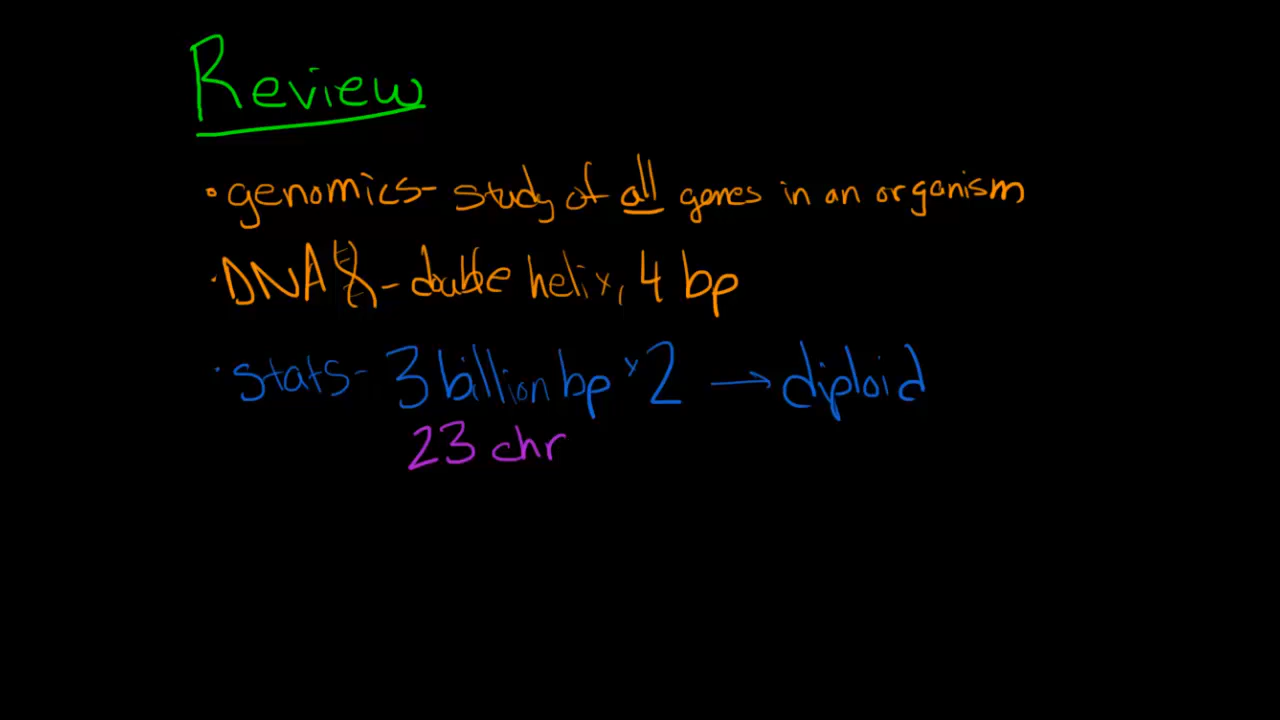 Review
• genomics- study of all genes in an organism
• DNA - double helix, 4 bp
• stats- 3 billion bp x 2 → diploid
23 chr